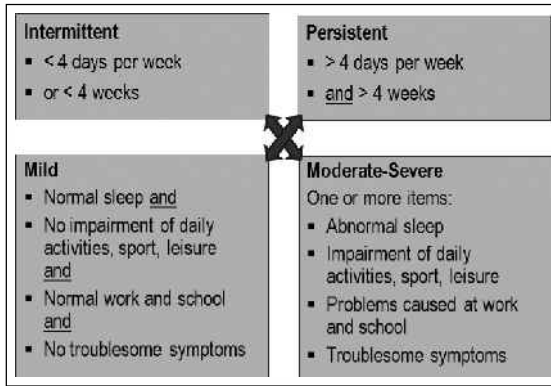 Intermittent
▪ < 4 days per week
▪ or < 4 weeks
Persistent
▪ > 4 days per week
▪ and > 4 weeks
Mild
▪ Normal sleep and
▪ No impairment of daily
activities, sport, leisure
and
▪ Normal work and school
and
▪ No troublesome symptoms
Moderate-Severe
One or more items:
▪ Abnormal sleep
▪ Impairment of daily
activities, sport, leisure
▪ Problems caused at work
and school
▪ Troublesome symptoms